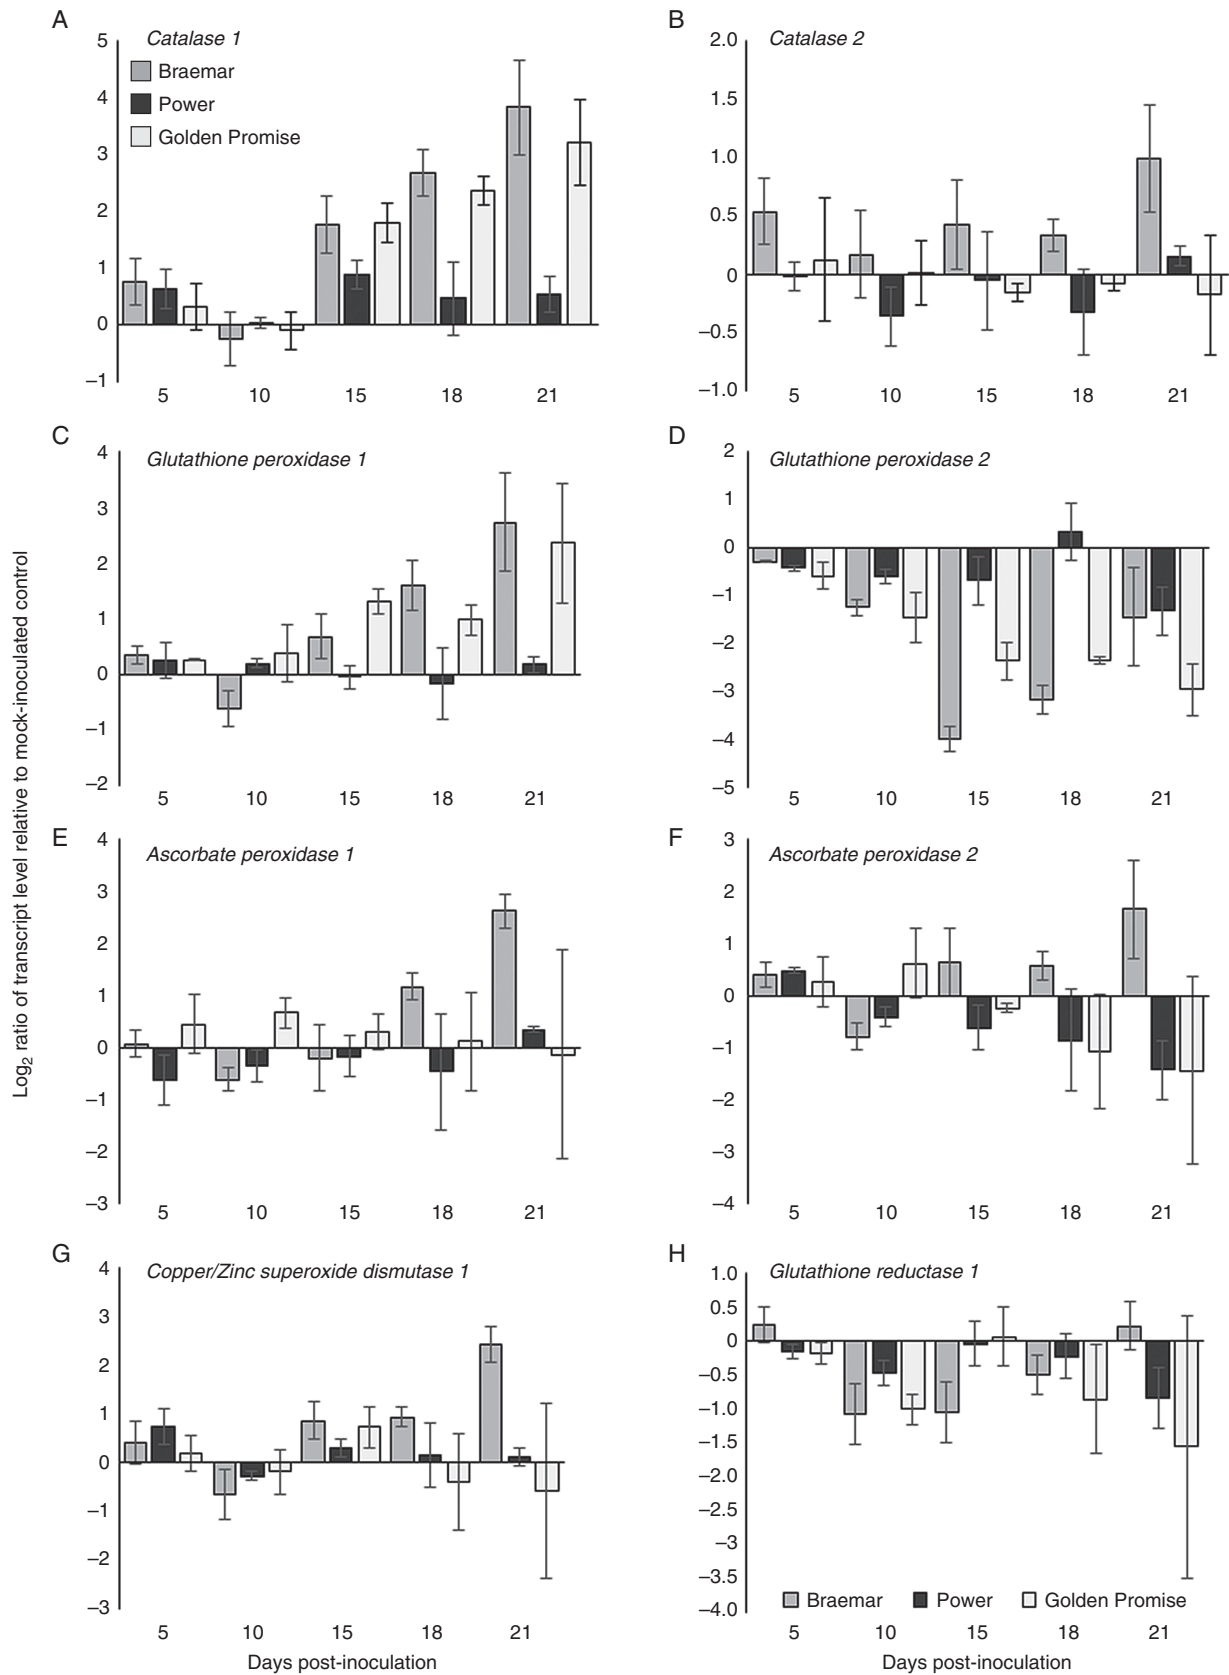 A
Catalase 1
5
4
3
2
1
0
–1
Braemar
Power
Golden Promise
5 10 15 18 21
B
Catalase 2
2.0
1.5
1.0
0.5
0
–0.5
–1.0
5 10 15 18 21
C
Glutathione peroxidase 1
4
3
2
1
0
–1
–2
5 10 15 18 21
D
Glutathione peroxidase 2
2
1
0
–1
–2
–3
–4
–5
5 10 15 18 21
Log2 ratio of transcript level relative to mock-inoculated control
E
Ascorbate peroxidase 1
4
3
2
1
0
–1
–2
–3
5 10 15 18 21
F
Ascorbate peroxidase 2
3
2
1
0
–1
–2
–3
–4
5 10 15 18 21
G
Copper/Zinc superoxide dismutase 1
4
3
2
1
0
–1
–2
–3
5 10 15 18 21
Days post-inoculation
H
Glutathione reductase 1
1.0
0.5
0
–0.5
–1.0
–1.5
–2.0
–2.5
–3
–3.5
–4.0
Braemar Power Golden Promise
5 10 15 18 21
Days post-inoculation